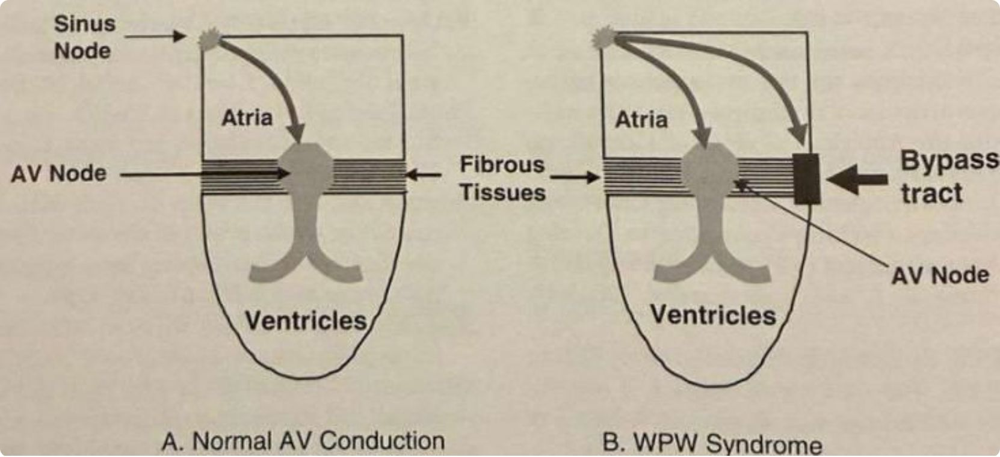 Sinus
Node
Atria
AV Node
Ventricles
Fibrous
Tissues
Atria
Bypass
tract
AV Node
Ventricles
A. Normal AV Conduction
B. WPW Syndrome